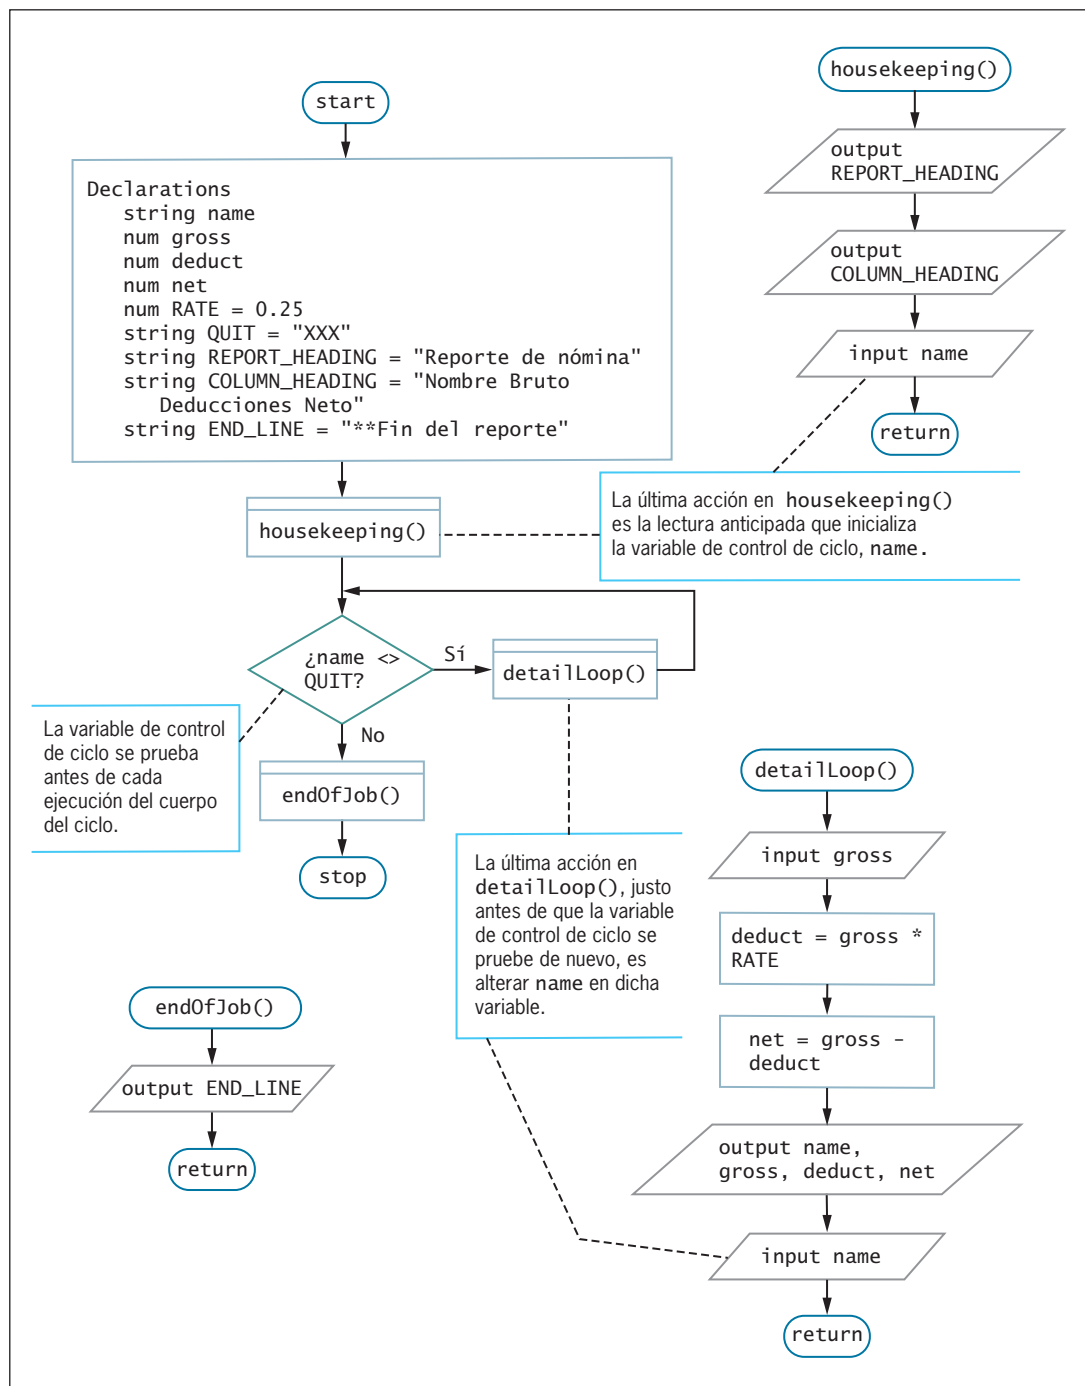 start
Declarations
string name
num gross
num deduct
num net
num RATE = 0.25
string QUIT = "XXX"
string REPORT_HEADING = "Reporte de nómina"
string COLUMN_HEADING = "Nombre Bruto
Deducciones Neto"
string END_LINE = "**Fin del reporte"
housekeeping()
¿name <>
QUIT?
Sí
detailLoop()
No
endOfJob()
stop
La variable de control
de ciclo se prueba
antes de cada
ejecución del cuerpo
del ciclo.
housekeeping()
output
REPORT_HEADING
output
COLUMN_HEADING
input name
return
La última acción en housekeeping()
es la lectura anticipada que inicializa
la variable de control de ciclo, name.
La última acción en
detailLoop(), justo
antes de que la variable
de control de ciclo se
pruebe de nuevo, es
alterar name en dicha
variable.
detailLoop()
input gross
deduct = gross *
RATE
net = gross –
deduct
output name,
gross, deduct, net
input name
return
endOfJob()
output END_LINE
return